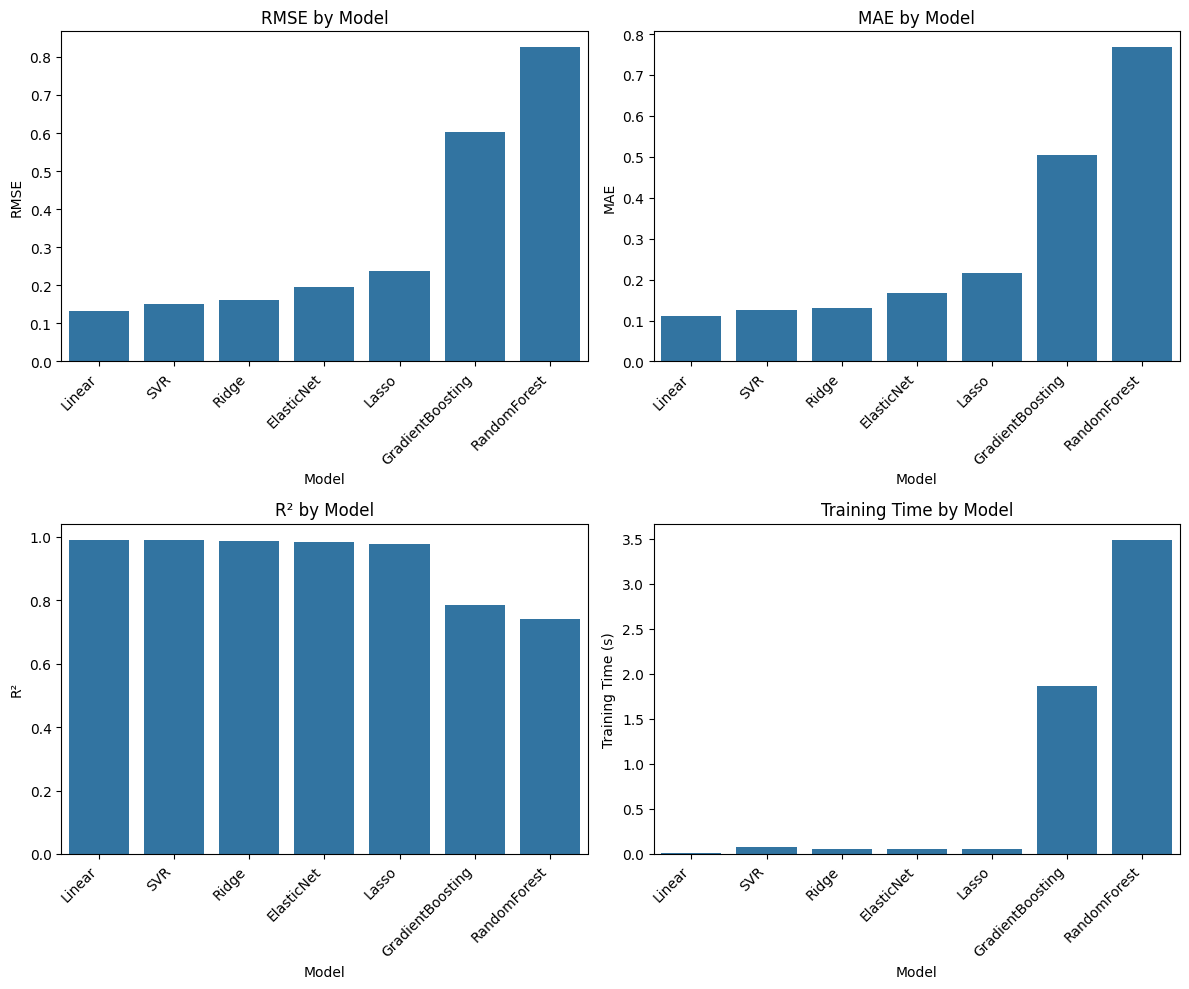 RMSE by Model
RMSE
0.8
0.7
0.6
0.5
0.4
0.3
0.2
0.1
0.0
Linear
SVR
Ridge
ElasticNet
Lasso
GradientBoosting
RandomForest
Model
MAE by Model
MAE
0.8
0.7
0.6
0.5
0.4
0.3
0.2
0.1
0.0
Linear
SVR
Ridge
ElasticNet
Lasso
GradientBoosting
RandomForest
Model
R² by Model
R²
1.0
0.8
0.6
0.4
0.2
0.0
Linear
SVR
Ridge
ElasticNet
Lasso
GradientBoosting
RandomForest
Model
Training Time by Model
Training Time (s)
3.5
3.0
2.5
2.0
1.5
1.0
0.5
0.0
Linear
SVR
Ridge
ElasticNet
Lasso
GradientBoosting
RandomForest
Model